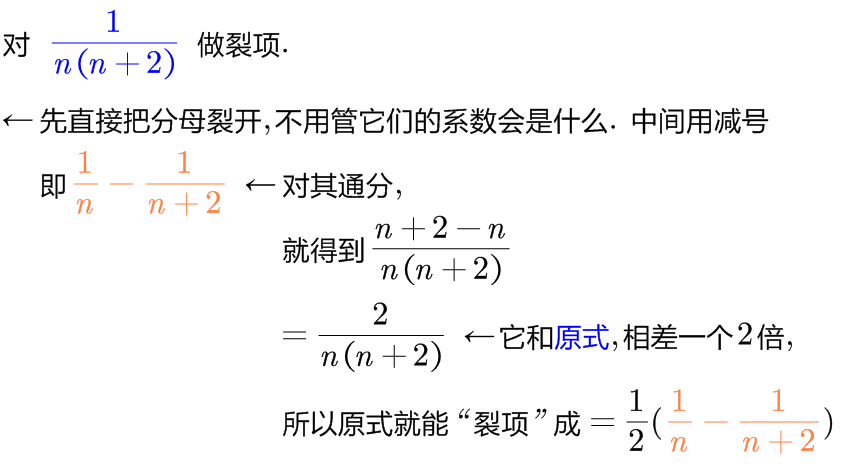 对 $\frac{1}{n(n+2)}$ 做裂项.
← 先直接把分母裂开, 不用管它们的系数会是什么. 中间用减号
即 $\frac{1}{n} - \frac{1}{n+2}$ ← 对其通分,
就得到 $\frac{n+2-n}{n(n+2)}$
$= \frac{2}{n(n+2)}$ ← 它和原式, 相差一个2倍,
所以原式就能 “裂项” 成 $= \frac{1}{2}(\frac{1}{n} - \frac{1}{n+2})$